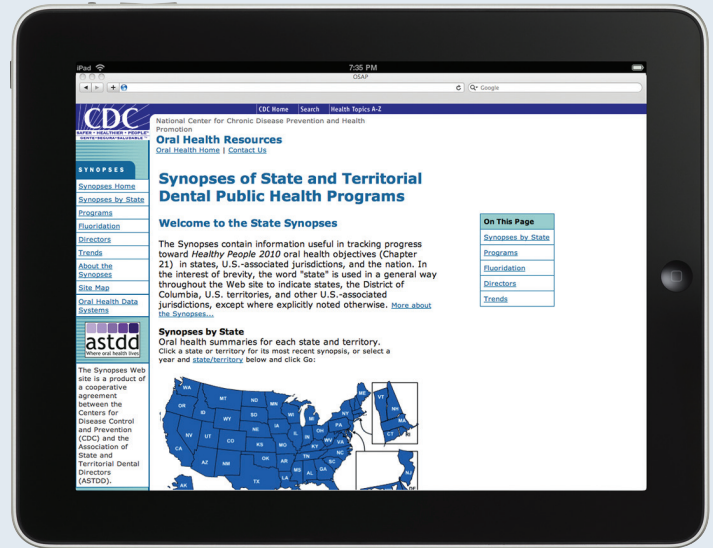 iPad
7:35 PM
OSAP
Google
CDC Home Search Health Topics A-Z
CDC
SAFER • HEALTHIER • PEOPLE™
National Center for Chronic Disease Prevention and Health
Promotion
Oral Health Resources
Oral Health Home | Contact Us
SYNOPSES
Synopses Home
Synopses by State
Programs
Fluoridation
Directors
Trends
About the
Synopses
Site Map
Oral Health Data
Systems
astdd
Where oral health lives
The Synopses Web
site is a product of
a cooperative
agreement
between the
Centers for
Disease Control
and Prevention
(CDC) and the
Association of
State and
Territorial Dental
Directors
(ASTDD).
Synopses of State and Territorial
Dental Public Health Programs
Welcome to the State Synopses
The Synopses contain information useful in tracking progress
toward Healthy People 2010 oral health objectives (Chapter
21) in states, U.S.-associated jurisdictions, and the nation. In
the interest of brevity, the word "state" is used in a general way
throughout the Web site to indicate states, the District of
Columbia, U.S. territories, and other U.S.-associated
jurisdictions, except where explicitly noted otherwise. More about
the Synopses...
Synopses by State
Oral health summaries for each state and territory.
Click a state or territory for its most recent synopsis, or select a
year and state/territory below and click Go:
WA
MT
ND
MN
ME
VT
NH
MA
CT
RI
OR
ID
WY
SD
WI
MI
NY
PA
NV
UT
CO
NE
IA
IL
IN
OH
WV
VA
CA
KS
MO
KY
NC
AZ
NM
OK
AR
TN
SC
MS
AL
GA
TX
LA
AK
NJ
On This Page
Synopses by State
Programs
Fluoridation
Directors
Trends